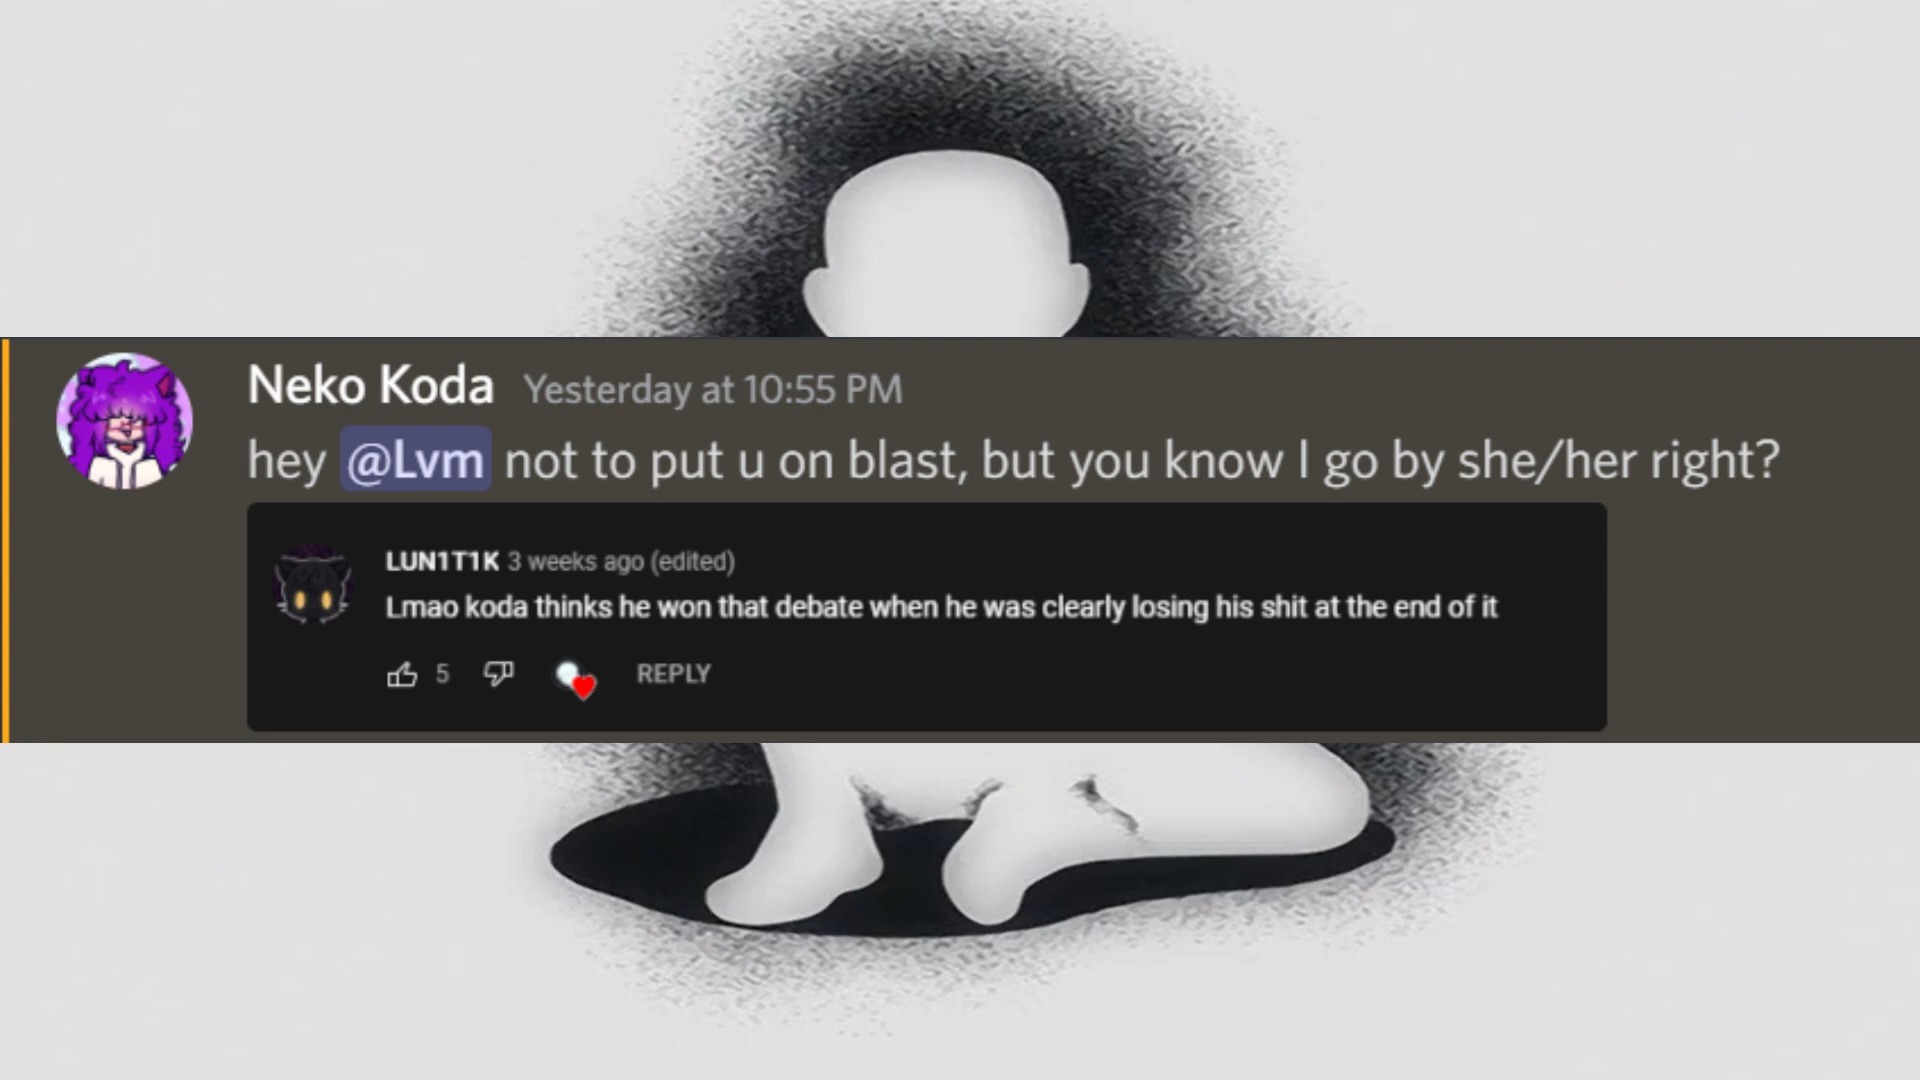 Neko Koda Yesterday at 10:55 PM
hey @Lvm not to put u on blast, but you know I go by she/her right?
LUN1T1K 3 weeks ago (edited)
Lmao koda thinks he won that debate when he was clearly losing his shit at the end of it
5 REPLY